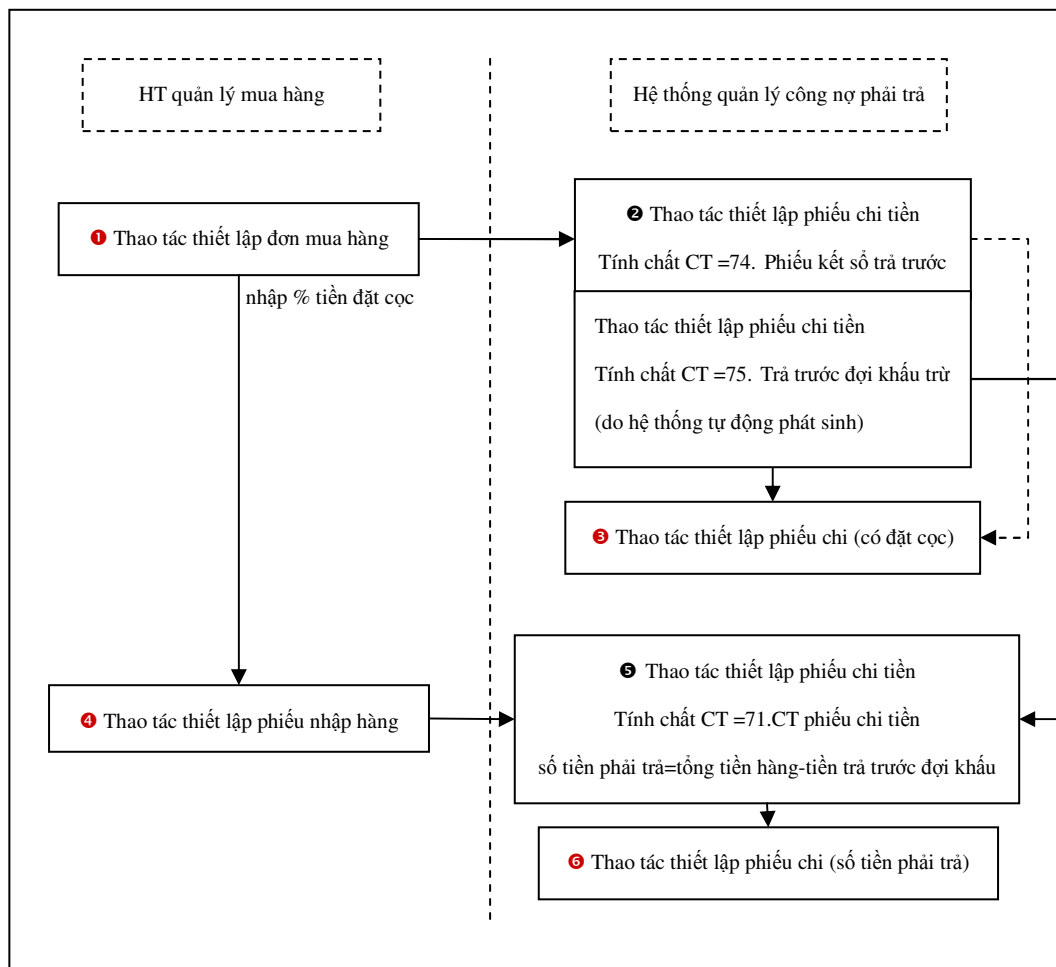 HT quản lý mua hàng
Hệ thống quản lý công nợ phải trả
❶ Thao tác thiết lập đơn mua hàng
nhập % tiền đặt cọc
❷ Thao tác thiết lập phiếu chi tiền
Tính chất CT =74. Phiếu kết sổ trả trước
Thao tác thiết lập phiếu chi tiền
Tính chất CT =75. Trả trước đợi khấu trừ
(do hệ thống tự động phát sinh)
❸ Thao tác thiết lập phiếu chi (có đặt cọc)
❹ Thao tác thiết lập phiếu nhập hàng
❺ Thao tác thiết lập phiếu chi tiền
Tính chất CT =71.CT phiếu chi tiền
số tiền phải trả=tổng tiền hàng-tiền trả trước đợi khấu
❻ Thao tác thiết lập phiếu chi (số tiền phải trả)